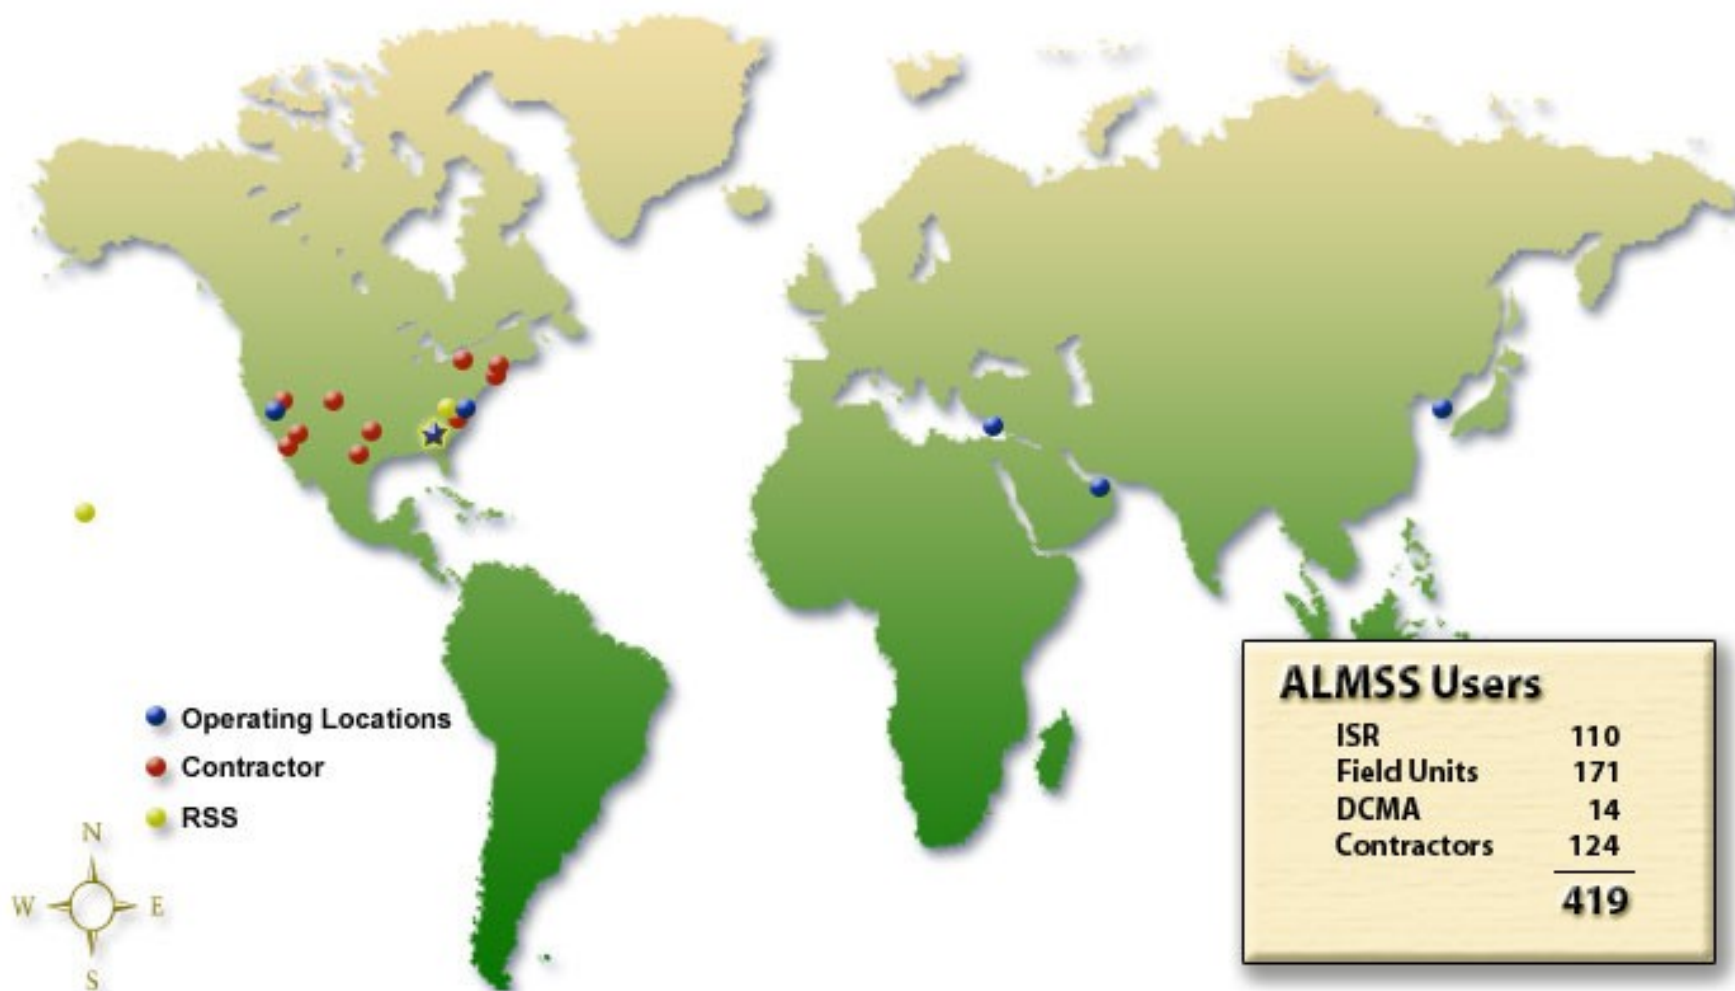 Operating Locations
Contractor
RSS
N
W E
S
ALMSS Users
ISR 110
Field Units 171
DCMA 14
Contractors 124
419